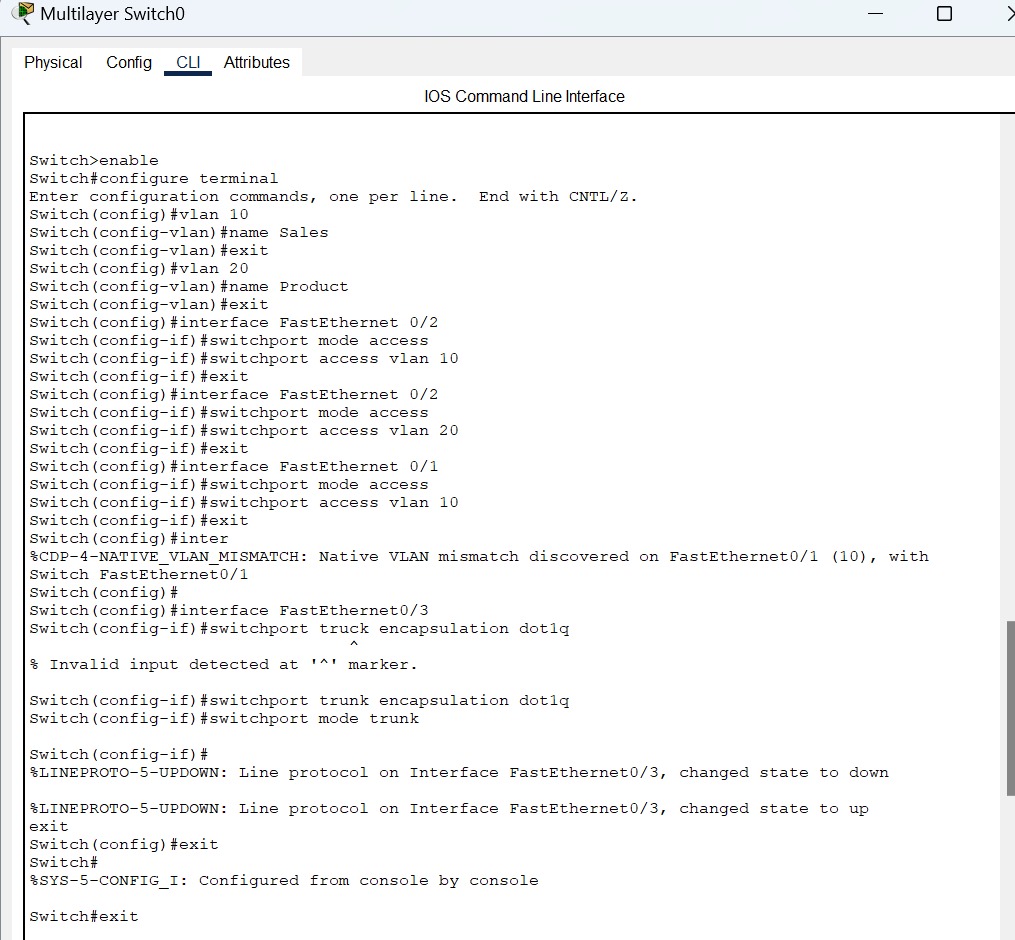 Multilayer Switch0
Physical Config CLI Attributes
IOS Command Line Interface
Switch>enable
Switch#configure terminal
Enter configuration commands, one per line.  End with CNTL/Z.
Switch(config)#vlan 10
Switch(config-vlan)#name Sales
Switch(config-vlan)#exit
Switch(config)#vlan 20
Switch(config-vlan)#name Product
Switch(config-vlan)#exit
Switch(config)#interface FastEthernet 0/2
Switch(config-if)#switchport mode access
Switch(config-if)#switchport access vlan 10
Switch(config-if)#exit
Switch(config)#interface FastEthernet 0/2
Switch(config-if)#switchport mode access
Switch(config-if)#switchport access vlan 20
Switch(config-if)#exit
Switch(config)#interface FastEthernet 0/1
Switch(config-if)#switchport mode access
Switch(config-if)#switchport access vlan 10
Switch(config-if)#exit
Switch(config)#inter
%CDP-4-NATIVE_VLAN_MISMATCH: Native VLAN mismatch discovered on FastEthernet0/1 (10), with
Switch FastEthernet0/1
Switch(config)#
Switch(config)#interface FastEthernet0/3
Switch(config-if)#switchport truck encapsulation dot1q
^
% Invalid input detected at '^' marker.
Switch(config-if)#switchport trunk encapsulation dot1q
Switch(config-if)#switchport mode trunk
Switch(config-if)#
%LINEPROTO-5-UPDOWN: Line protocol on Interface FastEthernet0/3, changed state to down
%LINEPROTO-5-UPDOWN: Line protocol on Interface FastEthernet0/3, changed state to up
exit
Switch(config)#exit
Switch#
%SYS-5-CONFIG_I: Configured from console by console
Switch#exit